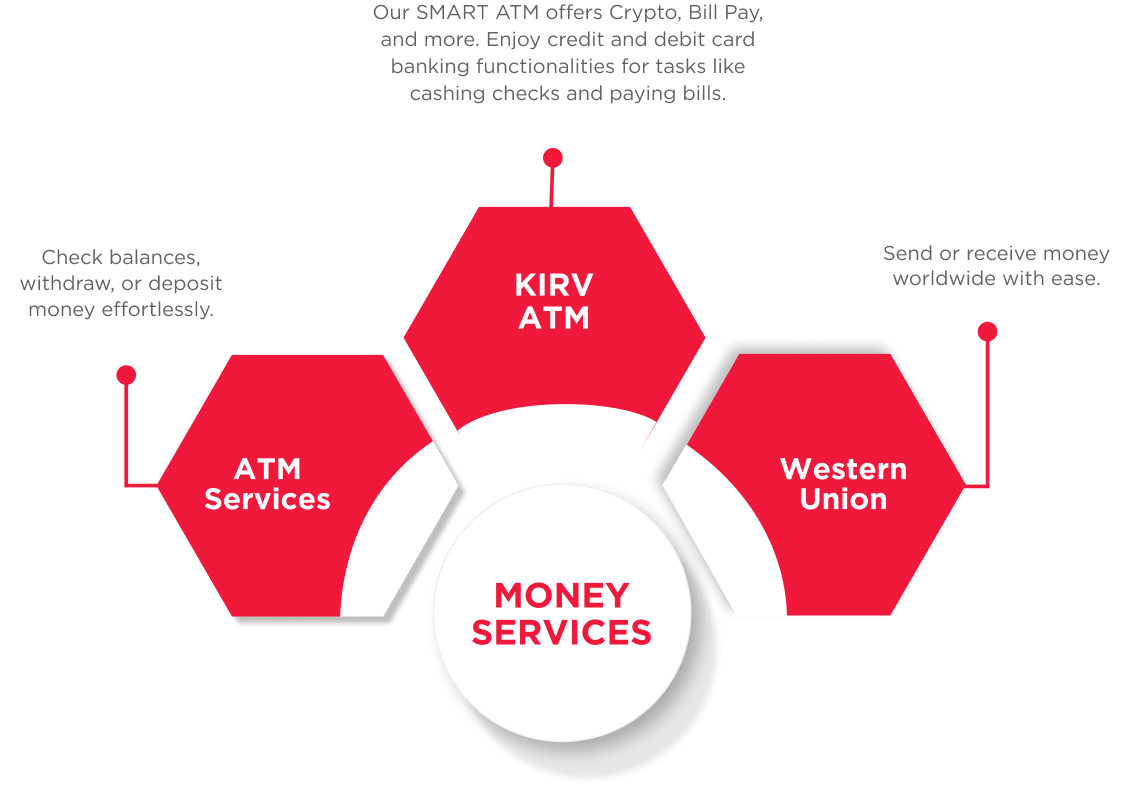 Our SMART ATM offers Crypto, Bill Pay,
and more. Enjoy credit and debit card
banking functionalities for tasks like
cashing checks and paying bills.
Check balances,
withdraw, or deposit
money effortlessly.
Send or receive money
worldwide with ease.
KIRV
ATM
ATM
Services
Western
Union
MONEY
SERVICES